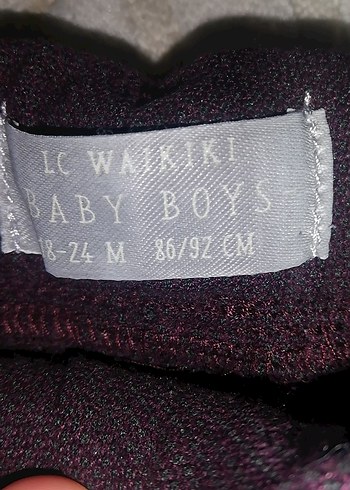 LC WAIKIKI
BABY BOYS
18-24 M 86/92 CM